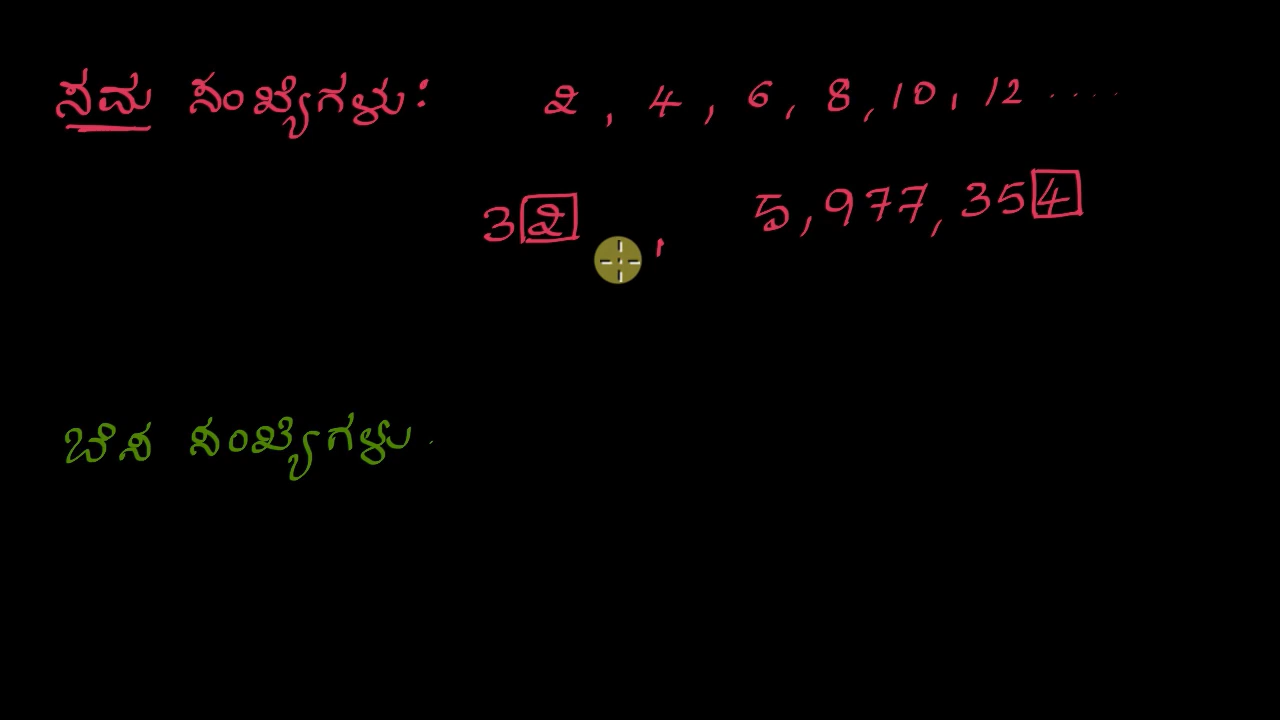 ಸಮ ಸಂಖ್ಯೆಗಳು: 2, 4, 6, 8, 10, 12 ....
32, 5,977,354
ಬೆಸ ಸಂಖ್ಯೆಗಳು.